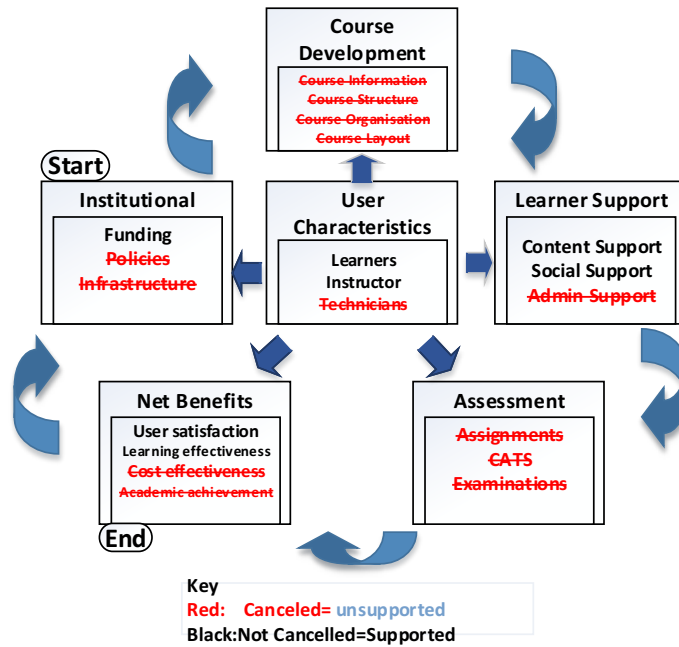 Course
Development
Course Information
Course Structure
Course Organisation
Course Layout
Start
Institutional
Funding
Policies
Infrastructure
User
Characteristics
Learners
Instructor
Technicians
Learner Support
Content Support
Social Support
Admin Support
Net Benefits
User satisfaction
Learning effectiveness
Cost effectiveness
Academic achievement
End
Assessment
Assignments
CATS
Examinations
Key
Red: Canceled= unsupported
Black:Not Cancelled=Supported